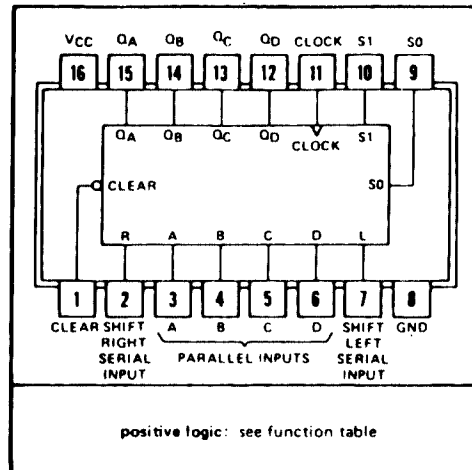 VCC QA QB QC QD CLOCK S1 S0
16 15 14 13 12 11 10 9
QA QB QC QD CLOCK S1
CLEAR S0
R A B C D L
1 2 3 4 5 6 7 8
CLEAR SHIFT RIGHT SERIAL INPUT A B C D SHIFT LEFT SERIAL INPUT GND
PARALLEL INPUTS
positive logic: see function table